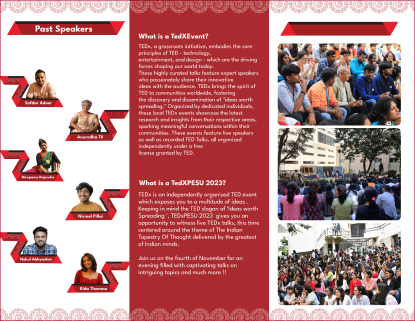 Past Speakers
Safdar Adoor
Anuradha TK
Niranjana Rajendra
Nirmal Pillai
Nakul Abhyankar
Rida Thamana
What is a TedXEvent?
TEDx, a grassroots initiative, embodies the core
principles of TED - technology,
entertainment, and design - which are the driving
forces shaping our world today.
These highly curated talks feature expert speakers
who passionately share their innovative
ideas with the audience. TEDx brings the spirit of
TED to communities worldwide, fostering
the discovery and dissemination of "ideas worth
spreading." Organized by dedicated individuals,
these local TEDx events showcase the latest
research and insights from their respective areas,
sparking meaningful conversations within their
communities. These events feature live speakers
as well as recorded TED Talks, all organized
independently under a free
license granted by TED.
What is a TedXPESU 2023?
TEDx is an independently organised TED event
which exposes you to a multitude of ideas .
Keeping in mind the TED slogan of 'Ideas worth
Spreading ', TEDxPESU 2023 gives you an
opportunity to witness live TEDx talks, this time
centered around the theme of The Indian
Tapestry Of Thought delivered by the greatest
of Indian minds.
Join us on the fourth of November for an
evening filled with captivating talks on
intriguing topics and much more !!